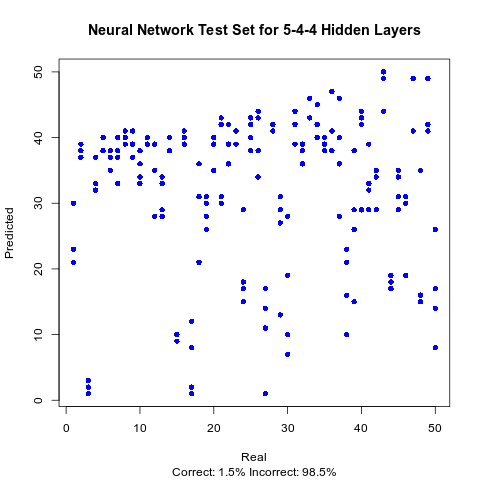 Neural Network Test Set for 5-4-4 Hidden Layers
Predicted
50
40
30
20
10
0
0 10 20 30 40 50
Real
Correct: 1.5% Incorrect: 98.5%